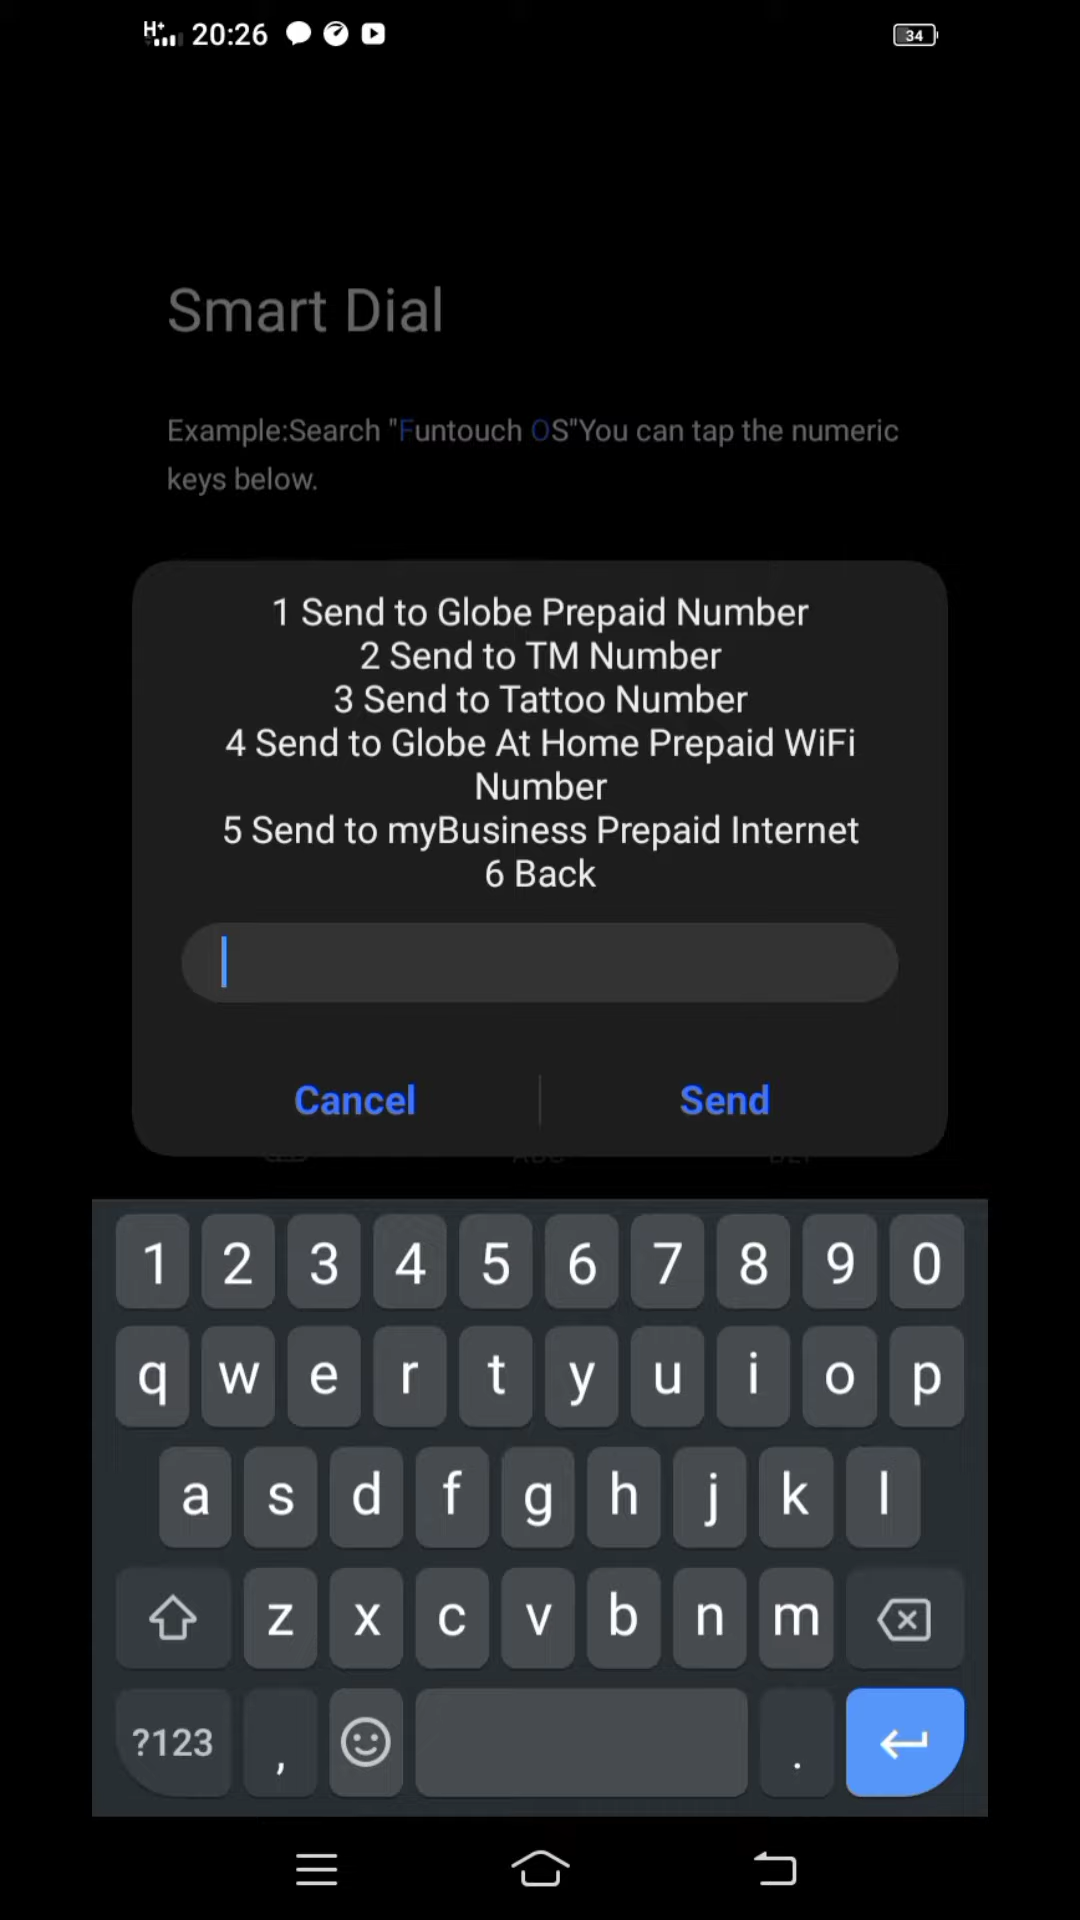 H+ 20:26 34
Smart Dial
Example:Search "Funtouch OS"You can tap the numeric
keys below.
1 Send to Globe Prepaid Number
2 Send to TM Number
3 Send to Tattoo Number
4 Send to Globe At Home Prepaid WiFi
Number
5 Send to myBusiness Prepaid Internet
6 Back
Cancel Send
1 2 3 4 5 6 7 8 9 0
q w e r t y u i o p
a s d f g h j k l
z x c v b n m
?123 , .